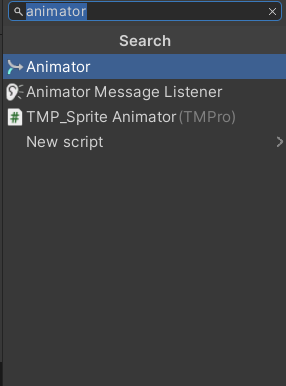 animator
Search
Animator
Animator Message Listener
TMP_Sprite Animator (TMPro)
New script